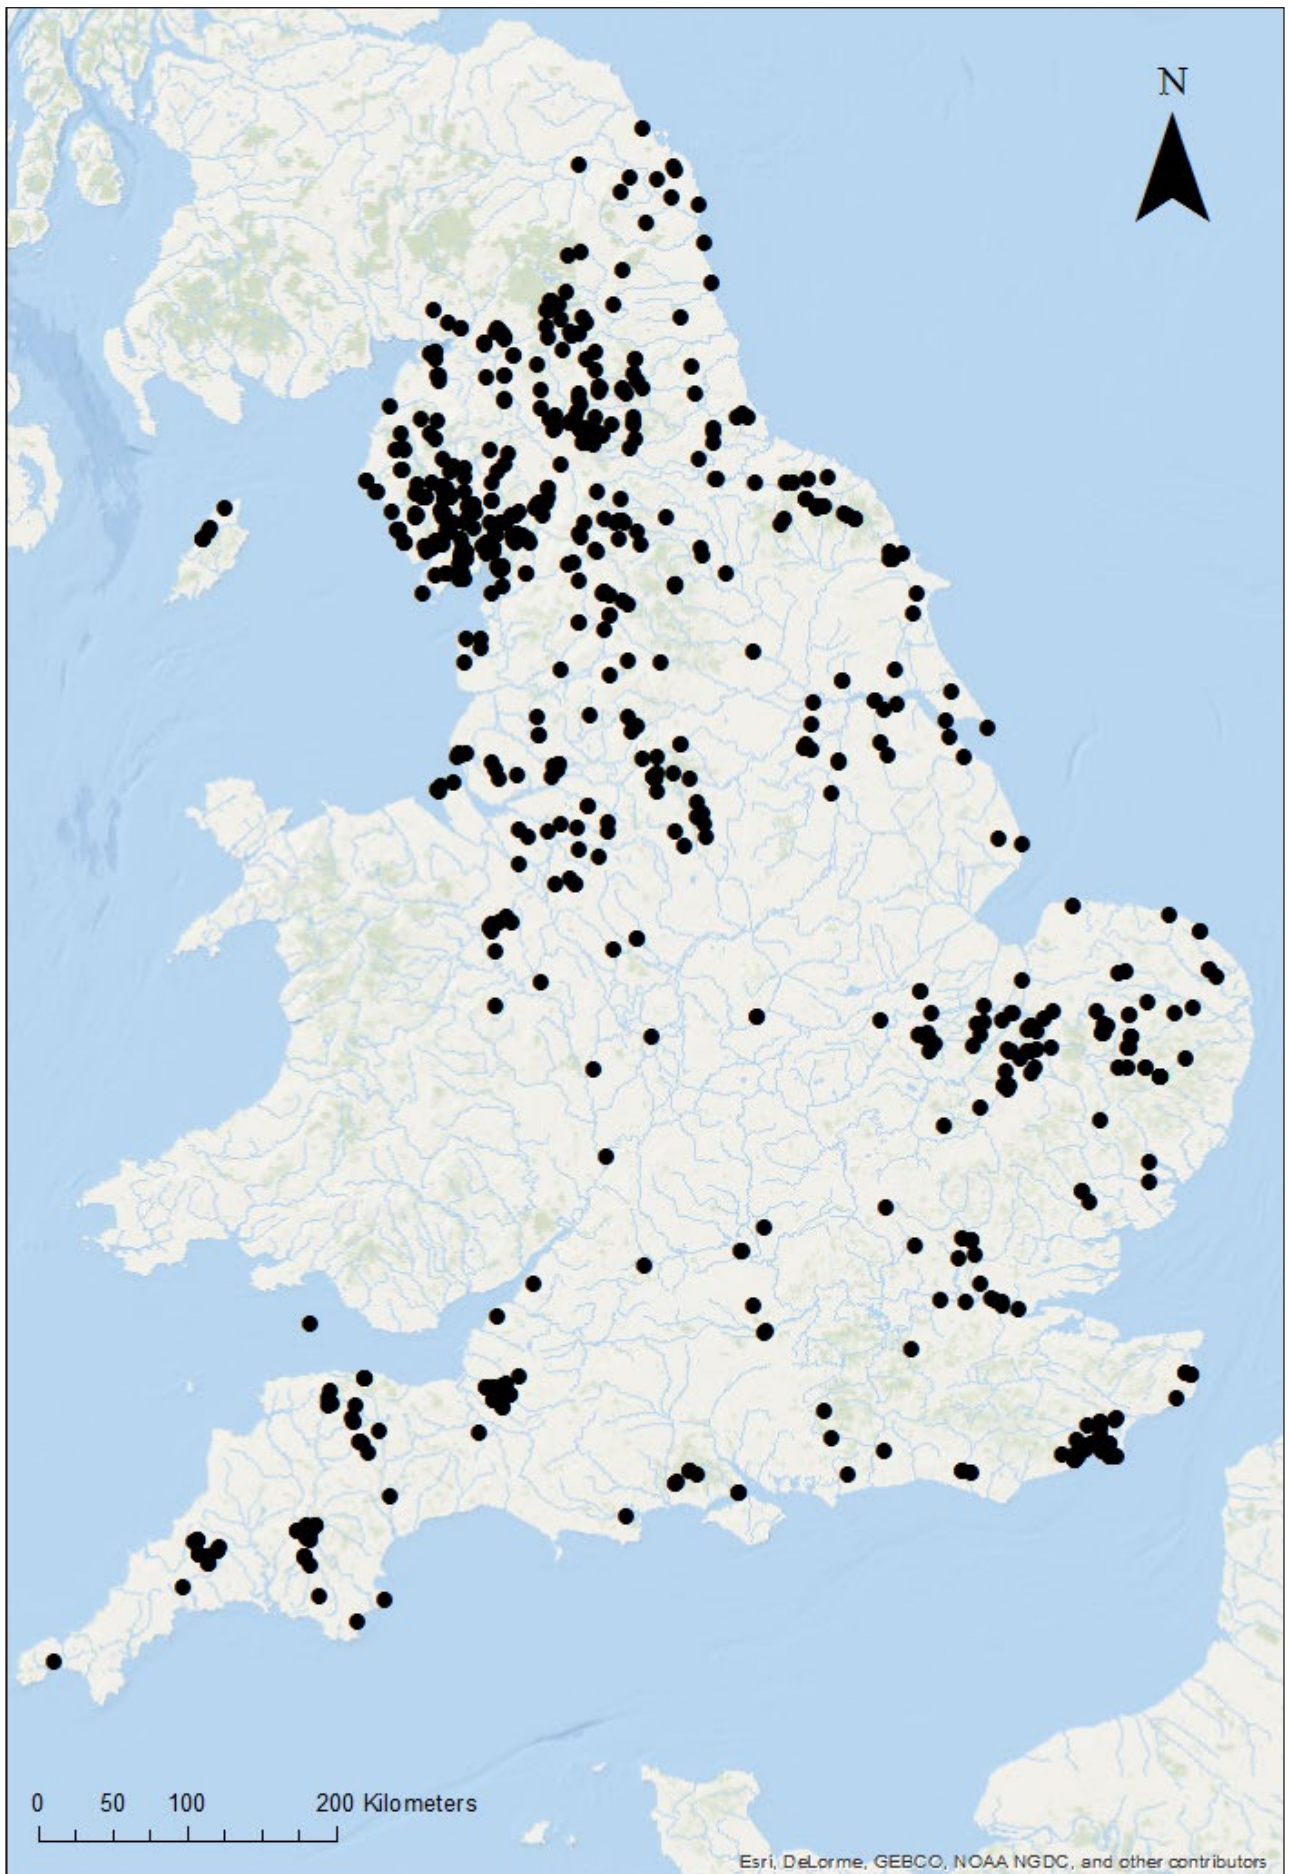 N
0 50 100 200 Kilometers
Esri, DeLorme, GEBCO, NOAA NGDC, and other contributors